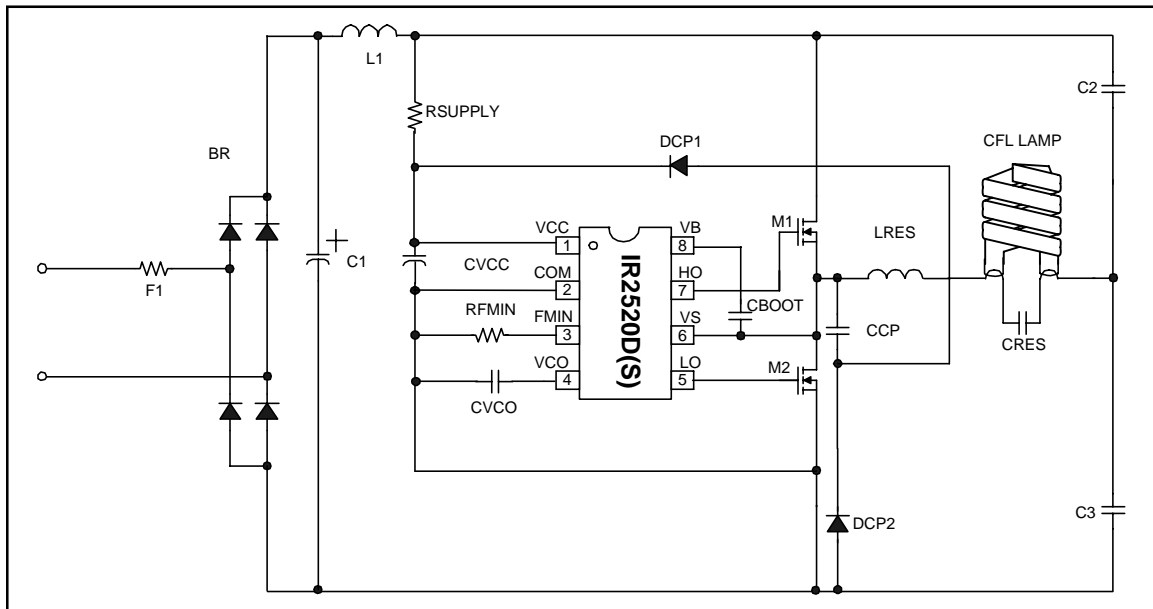 L1
C2
RSUPPLY
BR
DCP1
CFL LAMP
VCC
VB
M1
1
8
LRES
+
C1
CVCC
COM
HO
2
7
F1
RFMIN
FMIN
IR2520D(S)
CBOOT
VS
3
6
CCP
CRES
VCO
LO
M2
4
5
CVCO
C3
DCP2